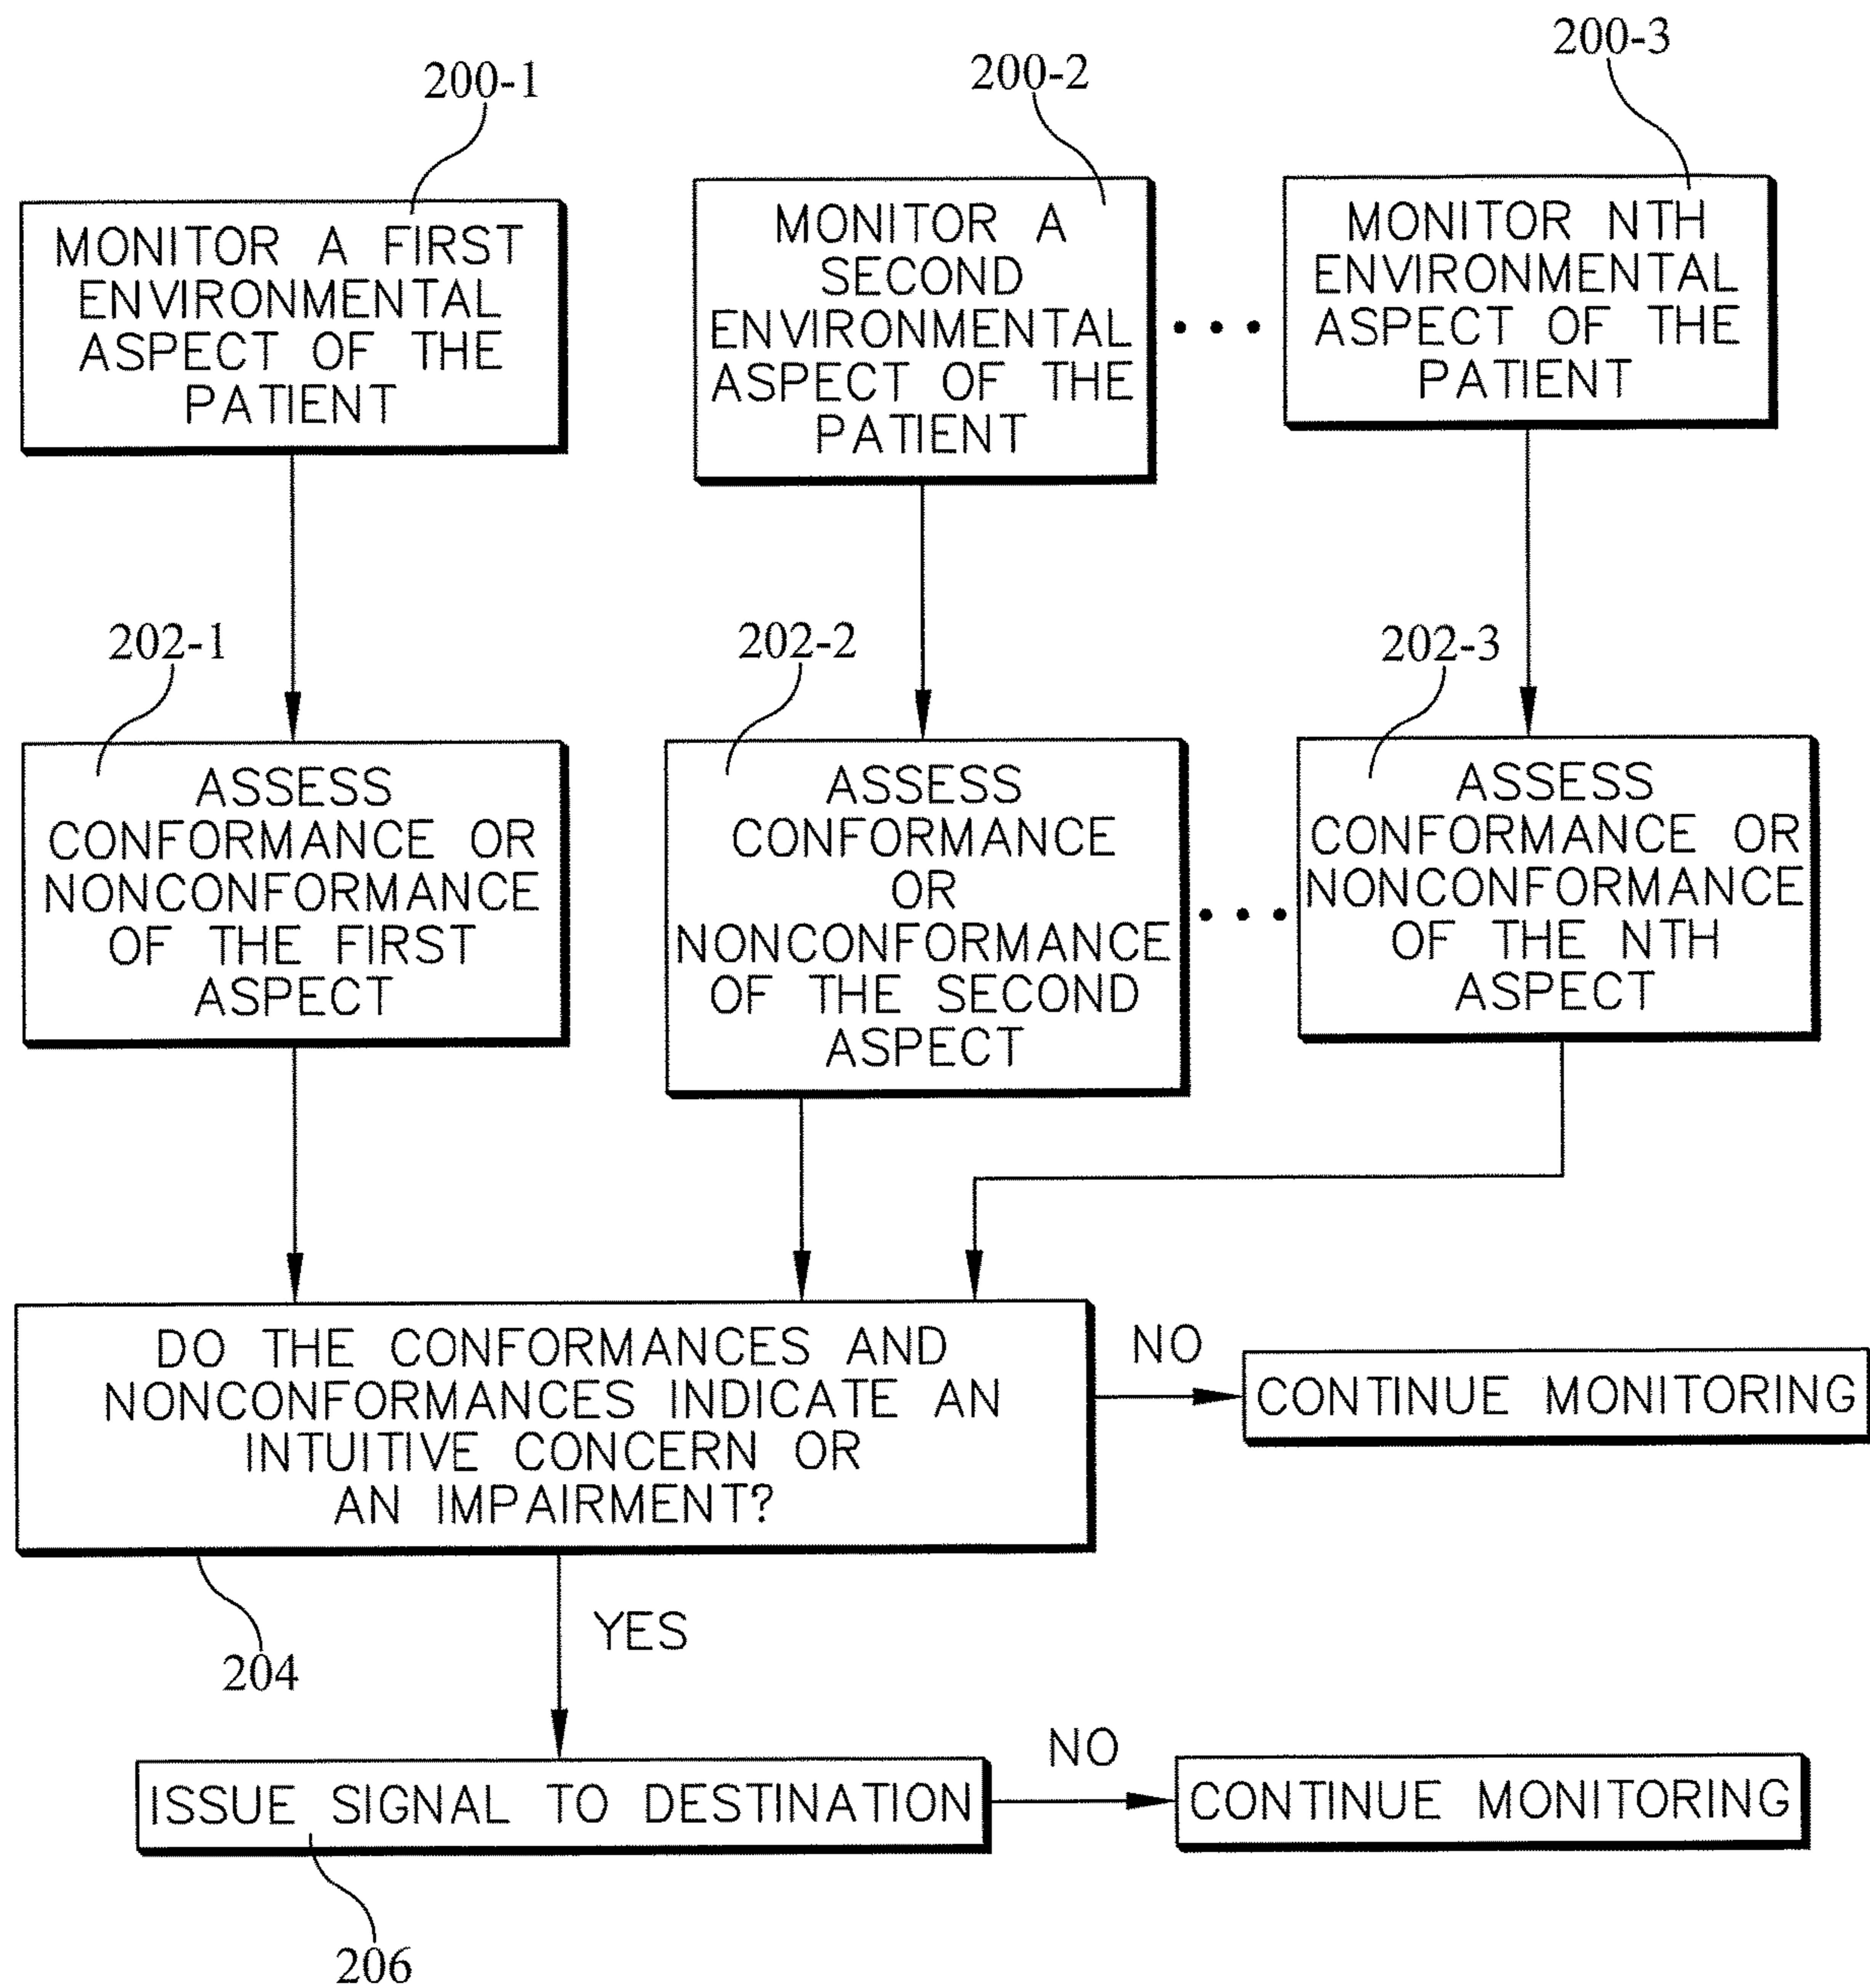 200-1
200-2
200-3
MONITOR A FIRST
ENVIRONMENTAL
ASPECT OF THE
PATIENT
MONITOR A
SECOND
ENVIRONMENTAL
ASPECT OF THE
PATIENT
• • •
MONITOR NTH
ENVIRONMENTAL
ASPECT OF THE
PATIENT
202-1
202-2
202-3
ASSESS
CONFORMANCE OR
NONCONFORMANCE
OF THE FIRST
ASPECT
ASSESS
CONFORMANCE
OR
NONCONFORMANCE
OF THE SECOND
ASPECT
• • •
ASSESS
CONFORMANCE OR
NONCONFORMANCE
OF THE NTH
ASPECT
DO THE CONFORMANCES AND
NONCONFORMANCES INDICATE AN
INTUITIVE CONCERN OR
AN IMPAIRMENT?
NO
CONTINUE MONITORING
204
YES
ISSUE SIGNAL TO DESTINATION
NO
CONTINUE MONITORING
206